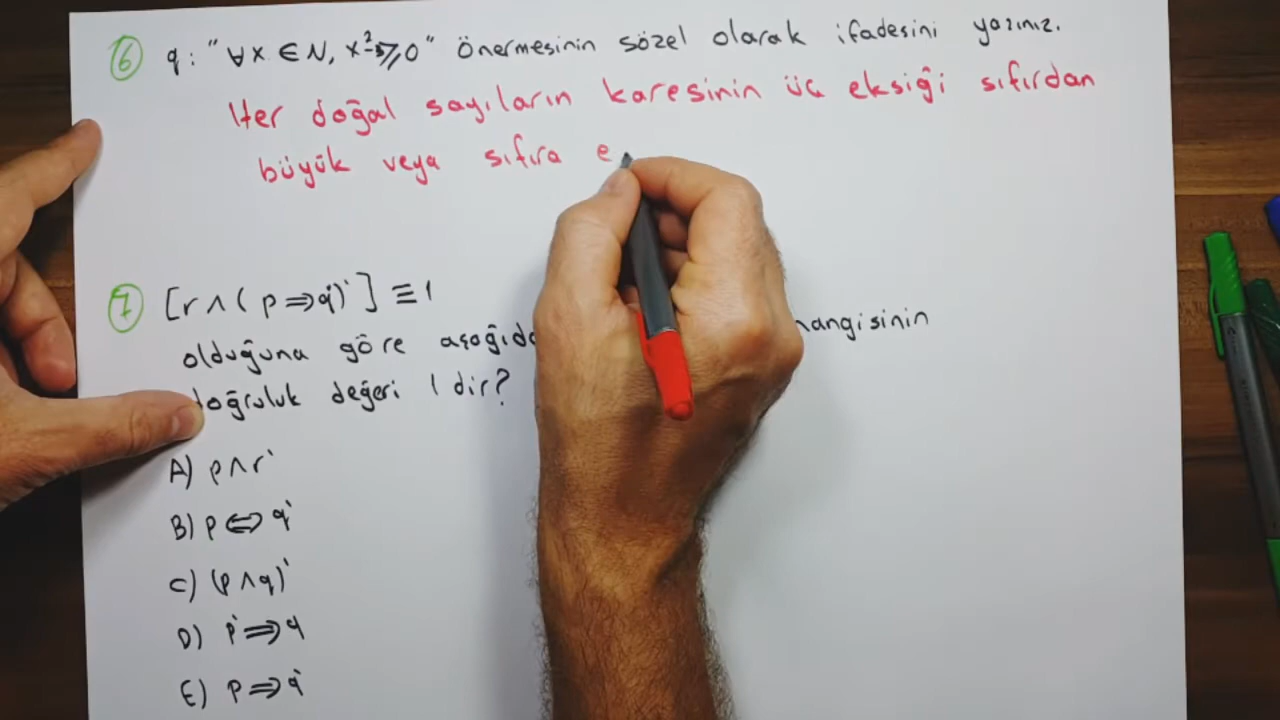 6 q: "∀x ∈ N, x²-3≥0" önermesinin sözel olarak ifadesini yazınız.
Her doğal sayıların karesinin üç eksiği sıfırdan
büyük veya sıfıra e
7 [r ∧ (p ⇒ q')'] ≡ 1
olduğuna göre hangisinin
doğruluk değeri 1 dir?
A) p ∧ r'
B) p ⇔ q'
C) (p ∧ q)'
D) p' ⇒ q
E) p ⇒ q'